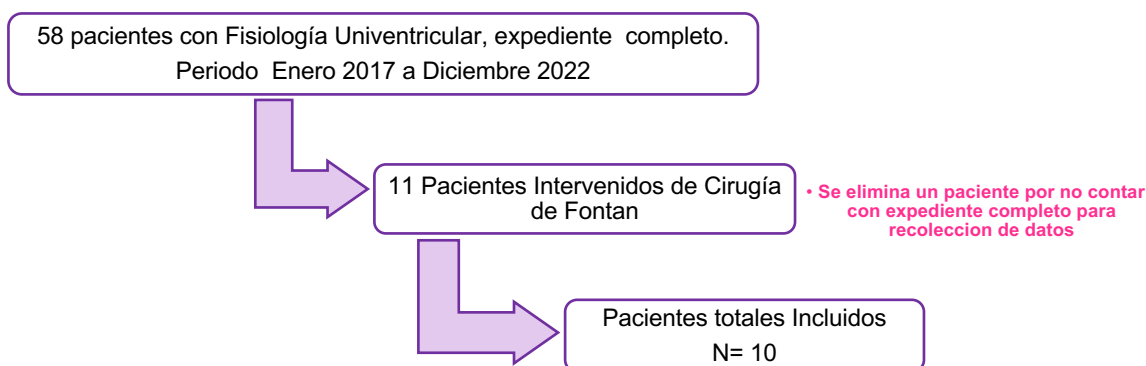 58 pacientes con Fisiología Univentricular, expediente completo.
Periodo Enero 2017 a Diciembre 2022
11 Pacientes Intervenidos de Cirugía
de Fontan
• Se elimina un paciente por no contar
con expediente completo para
recoleccion de datos
Pacientes totales Incluidos
N= 10